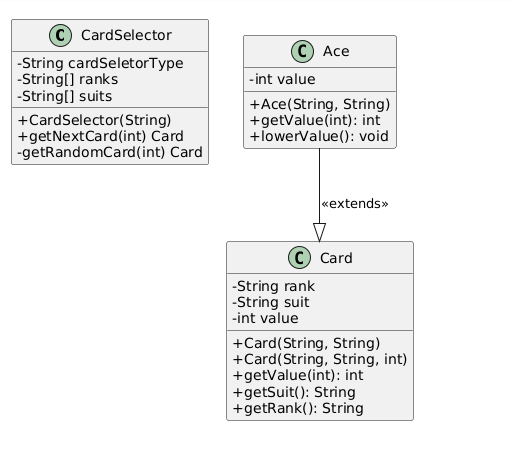 C CardSelector
-String cardSeletorType
-String[] ranks
-String[] suits
+CardSelector(String)
+getNextCard(int) Card
-getRandomCard(int) Card
C Ace
-int value
+Ace(String, String)
+getValue(int): int
+lowerValue(): void
«extends»
C Card
-String rank
-String suit
-int value
+Card(String, String)
+Card(String, String, int)
+getValue(int): int
+getSuit(): String
+getRank(): String